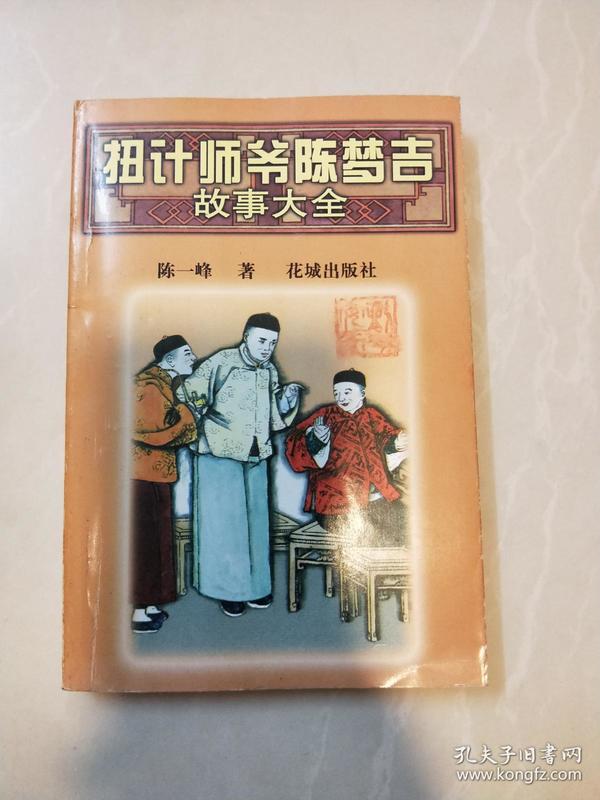 扭计师爷陈梦吉
故事大全
陈一峰 著 花城出版社
孔夫子旧书网
www.kongfz.com